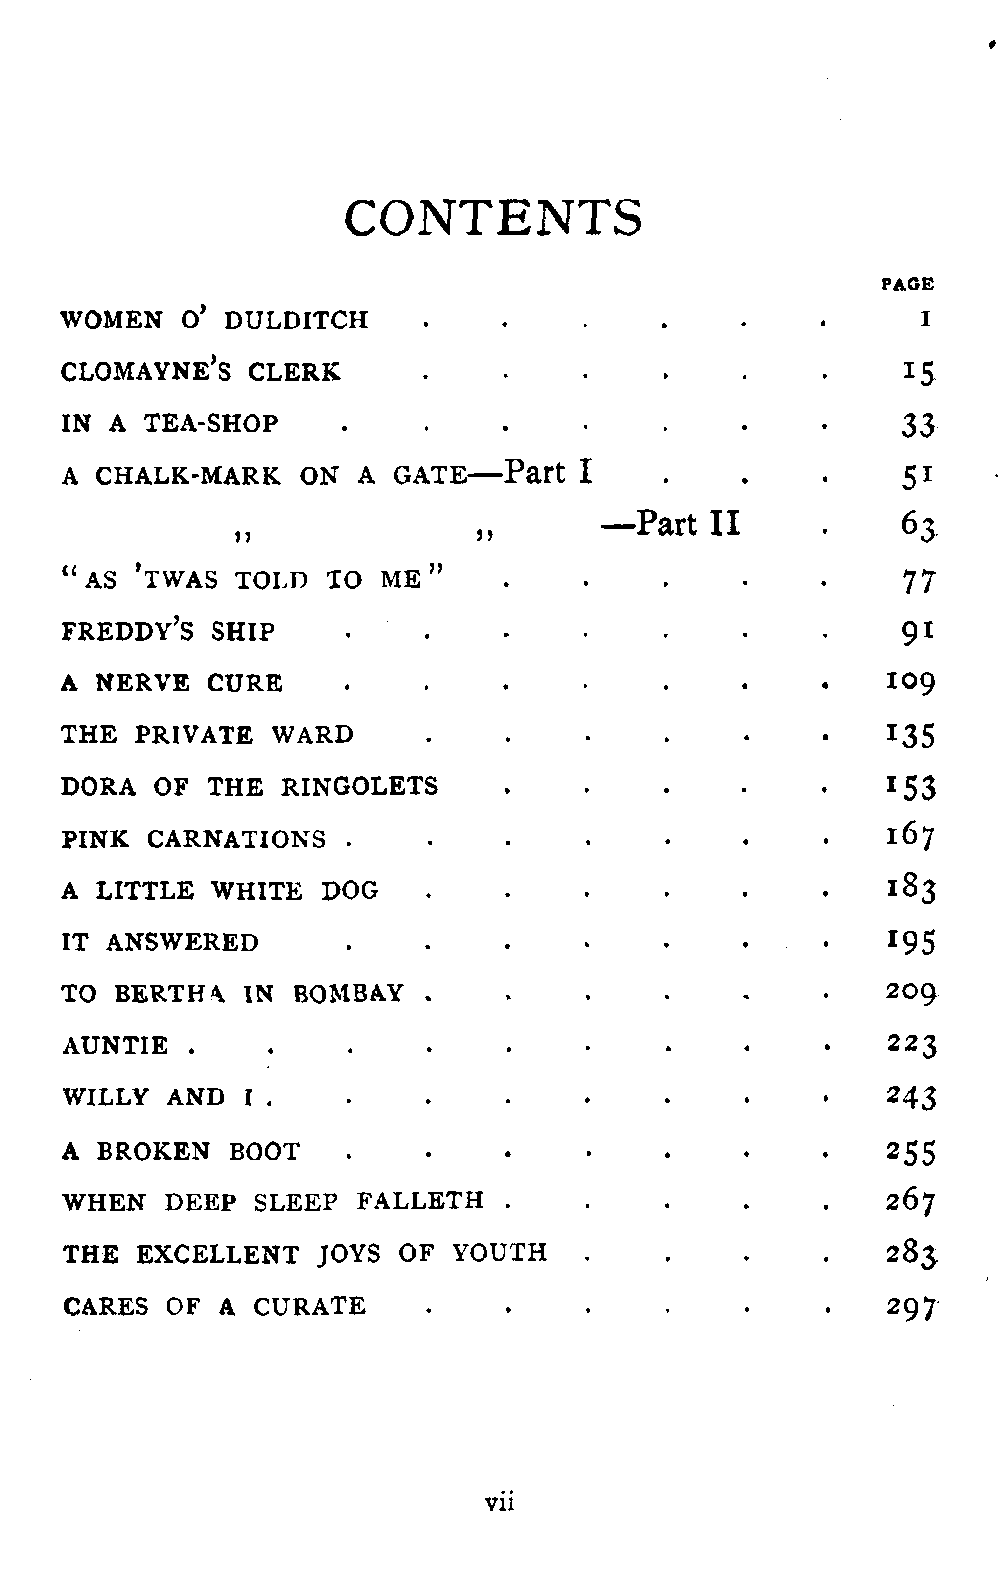 CONTENTS
PAGE
WOMEN O' DULDITCH . . . . . . 1
CLOMAYNE'S CLERK . . . . . . 15
IN A TEA-SHOP . . . . . . . 33
A CHALK-MARK ON A GATE—Part I . . . 51
" " —Part II . 63
"AS 'TWAS TOLD TO ME" . . . . . 77
FREDDY'S SHIP . . . . . . . 91
A NERVE CURE . . . . . . . 109
THE PRIVATE WARD . . . . . . 135
DORA OF THE RINGOLETS . . . . . 153
PINK CARNATIONS . . . . . . . 167
A LITTLE WHITE DOG . . . . . . 183
IT ANSWERED . . . . . . . 195
TO BERTHA IN BOMBAY . . . . . . 209
AUNTIE . . . . . . . . . 223
WILLY AND I . . . . . . . . 243
A BROKEN BOOT . . . . . . . 255
WHEN DEEP SLEEP FALLETH . . . . . 267
THE EXCELLENT JOYS OF YOUTH . . . . 283
CARES OF A CURATE . . . . . . 297
vii